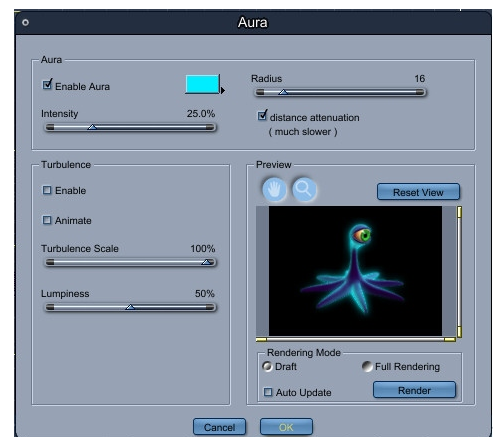 Aura
Aura
Enable Aura
Radius 16
Intensity 25.0%
distance attenuation
( much slower )
Turbulence
Enable
Animate
Turbulence Scale 100%
Lumpiness 50%
Preview
Reset View
Rendering Mode
Draft Full Rendering
Auto Update Render
Cancel OK